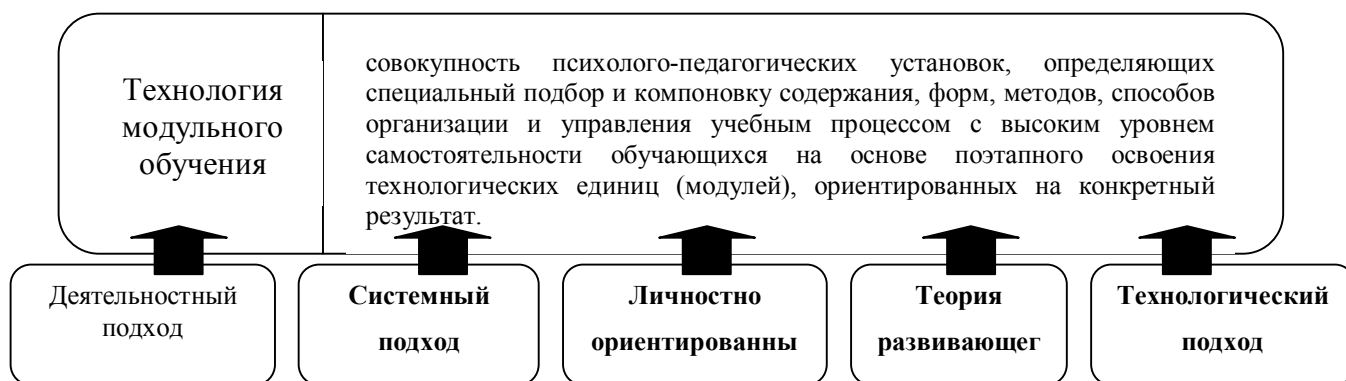 Технология
модульного
обучения
совокупность психолого-педагогических установок, определяющих
специальный подбор и компоновку содержания, форм, методов, способов
организации и управления учебным процессом с высоким уровнем
самостоятельности обучающихся на основе поэтапного освоения
технологических единиц (модулей), ориентированных на конкретный
результат.
Деятельностный
подход
Системный
подход
Личностно
ориентированны
Теория
развивающег
Технологический
подход